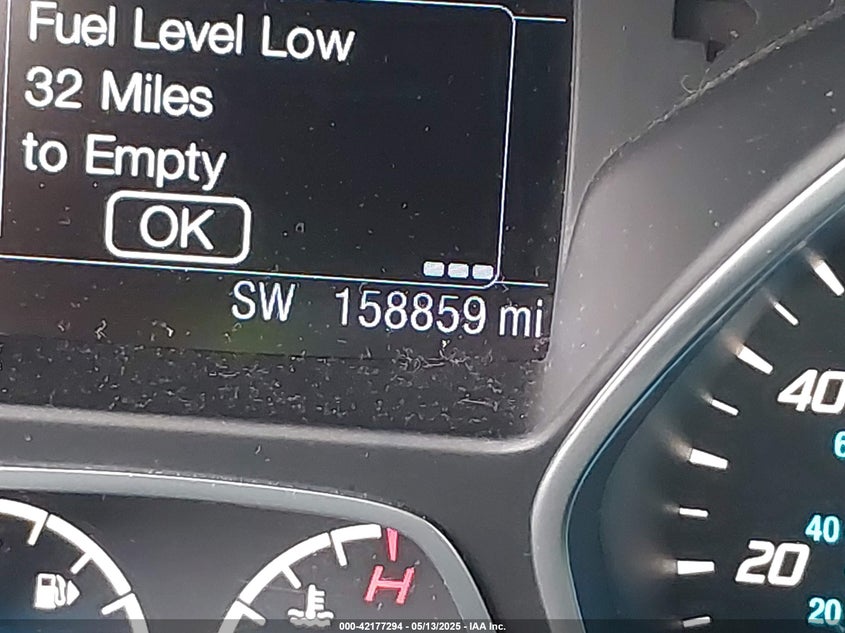 Fuel Level Low
32 Miles
to Empty
OK
SW 158859 mi
40
40
20
20
H
000-42177294 - 05/13/2025 - IAA Inc.